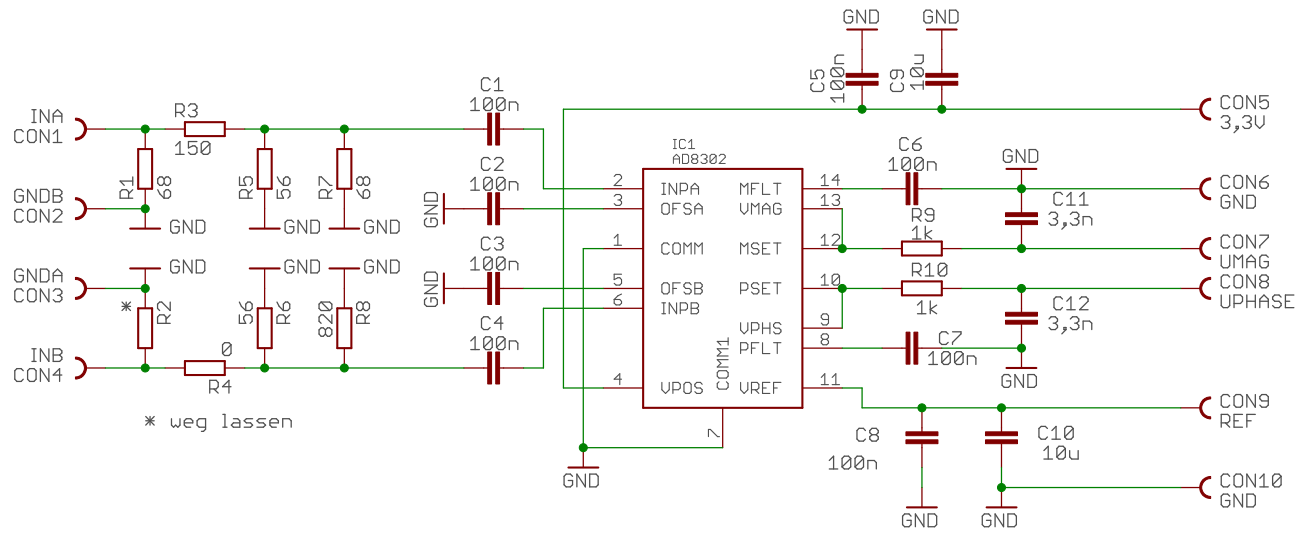 GND
GND
C5
100n
C9
10u
CON5
3,3V
INA
CON1
R3
150
R1
68
R5
56
R7
68
GNDB
CON2
GND
GND
GND
C1
100n
C2
100n
GND
IC1
AD8302
2
INPA
3
OFSA
1
COMM
5
OFSB
6
INPB
4
VPOS
COMM1
7
MFLT
14
VMAG
13
MSET
12
PSET
10
VPHS
9
PFLT
8
VREF
11
C6
100n
GND
C11
3,3n
CON6
GND
R9
1k
CON7
UMAG
R10
1k
CON8
UPHASE
C12
3,3n
C7
100n
GND
GNDA
CON3
GND
GND
GND
*
R2
56
R6
820
R8
C3
100n
GND
C4
100n
INB
CON4
0
R4
* weg lassen
GND
C8
100n
C10
10u
CON9
REF
CON10
GND
GND
GND